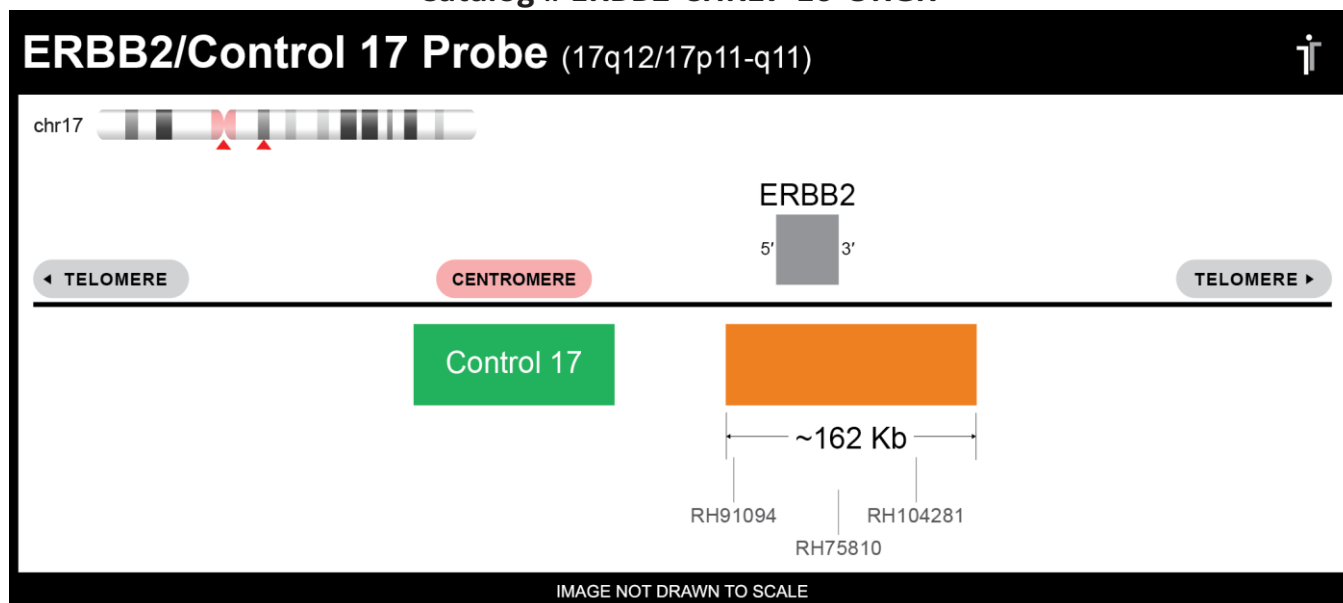 ERBB2/Control 17 Probe (17q12/17p11-q11)
chr17
ERBB2
5′ 3′
◂ TELOMERE CENTROMERE TELOMERE ▸
Control 17
~162 Kb
RH91094 RH104281
RH75810
IMAGE NOT DRAWN TO SCALE